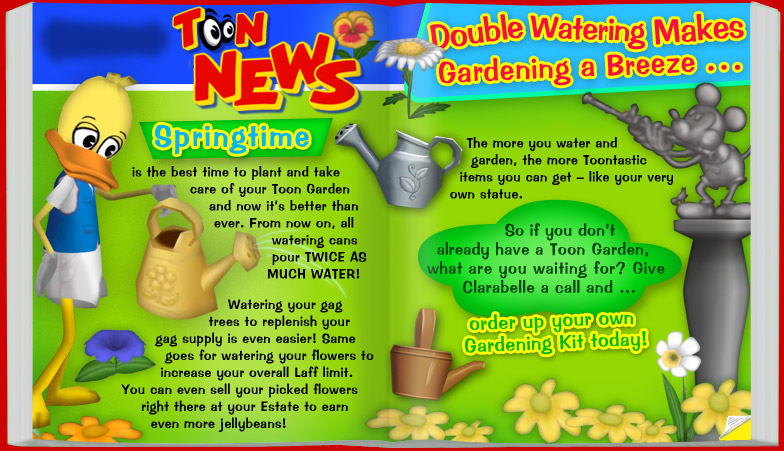 TOON
NEWS
Springtime
is the best time to plant and take
care of your Toon Garden
and now it's better than
ever. From now on, all
watering cans
pour TWICE AS
MUCH WATER!
Watering your gag
trees to replenish your
gag supply is even easier! Same
goes for watering your flowers to
increase your overall Laff limit.
You can even sell your picked flowers
right there at your Estate to earn
even more jellybeans!
Double Watering Makes
Gardening a Breeze ...
The more you water and
garden, the more Toontastic
items you can get – like your very
own statue.
So if you don't
already have a Toon Garden,
what are you waiting for? Give
Clarabelle a call and ...
order up your own
Gardening Kit today!